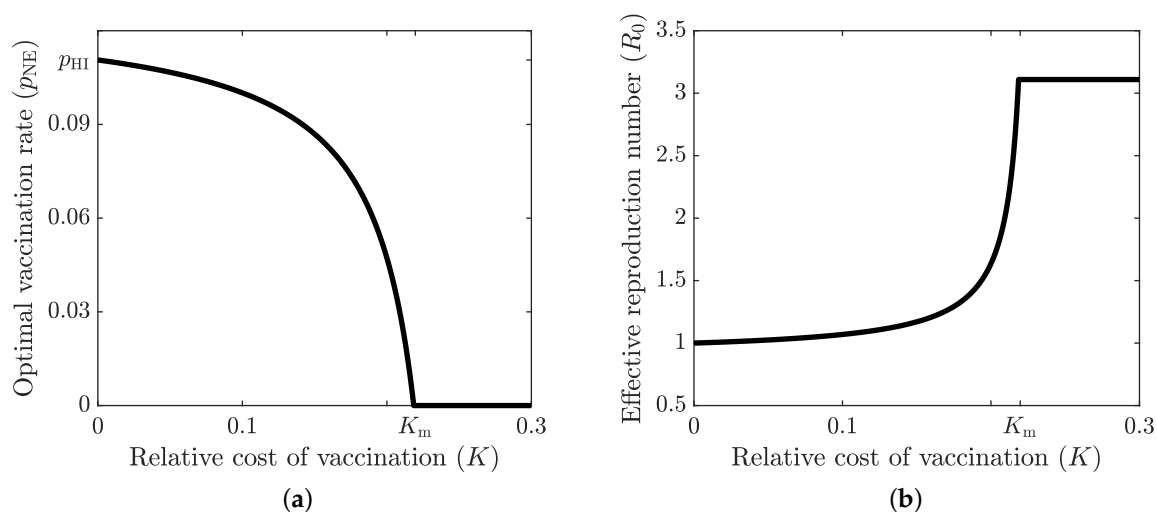 Optimal vaccination rate (p_NE)
p_HI
0.09
0.06
0.03
0
0 0.1 K_m 0.3
Relative cost of vaccination (K)
(a)
Effective reproduction number (R_0)
3.5
3
2.5
2
1.5
1
0.5
0 0.1 K_m 0.3
Relative cost of vaccination (K)
(b)